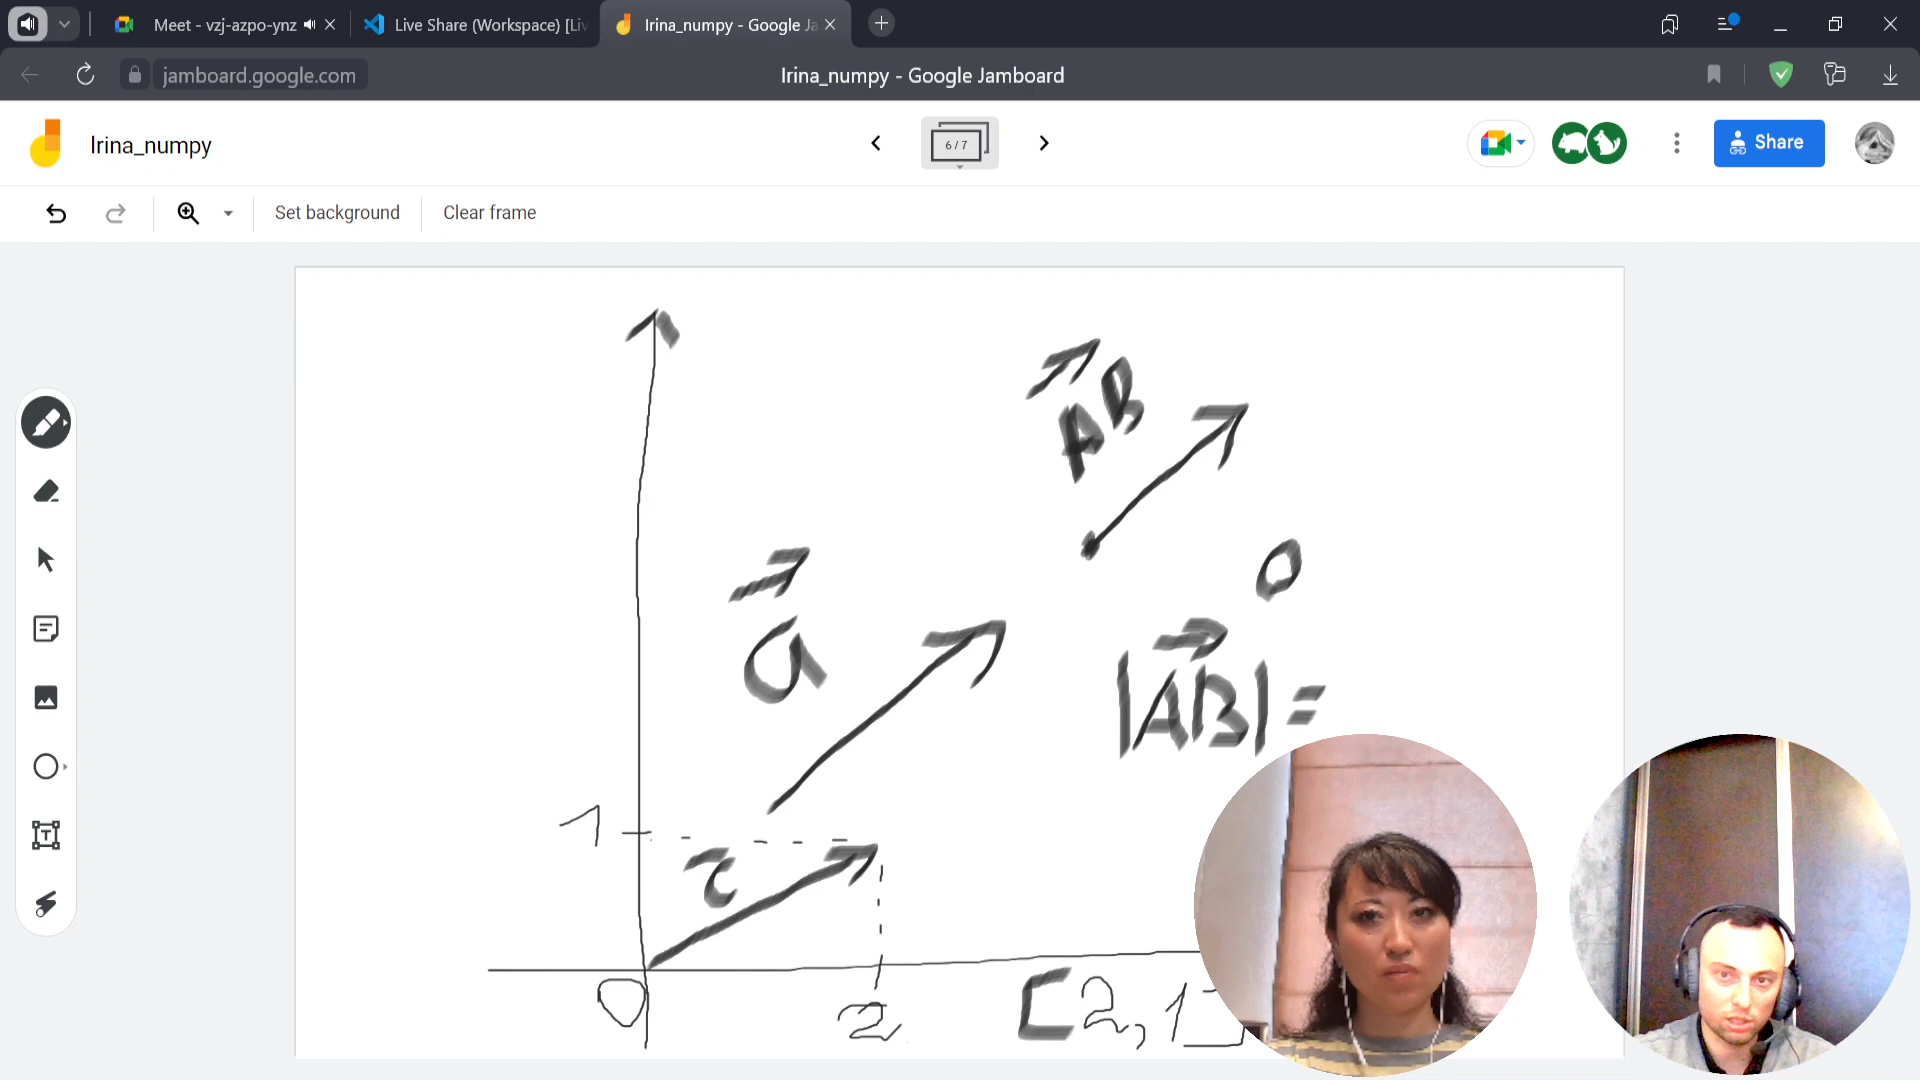 Meet - vzj-azpo-ynz
Live Share (Workspace) [Liv
Irina_numpy - Google Ja
jamboard.google.com
Irina_numpy - Google Jamboard
Irina_numpy
6 / 7
Share
Set background
Clear frame
AB
0
a
|AB| =
1
0
2
[2, 1]